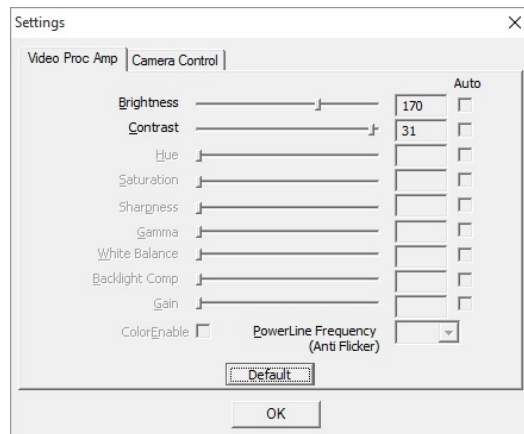 Settings
Video Proc Amp Camera Control
Auto
Brightness 170
Contrast 31
Hue
Saturation
Sharpness
Gamma
White Balance
Backlight Comp
Gain
ColorEnable PowerLine Frequency
(Anti Flicker)
Default
OK